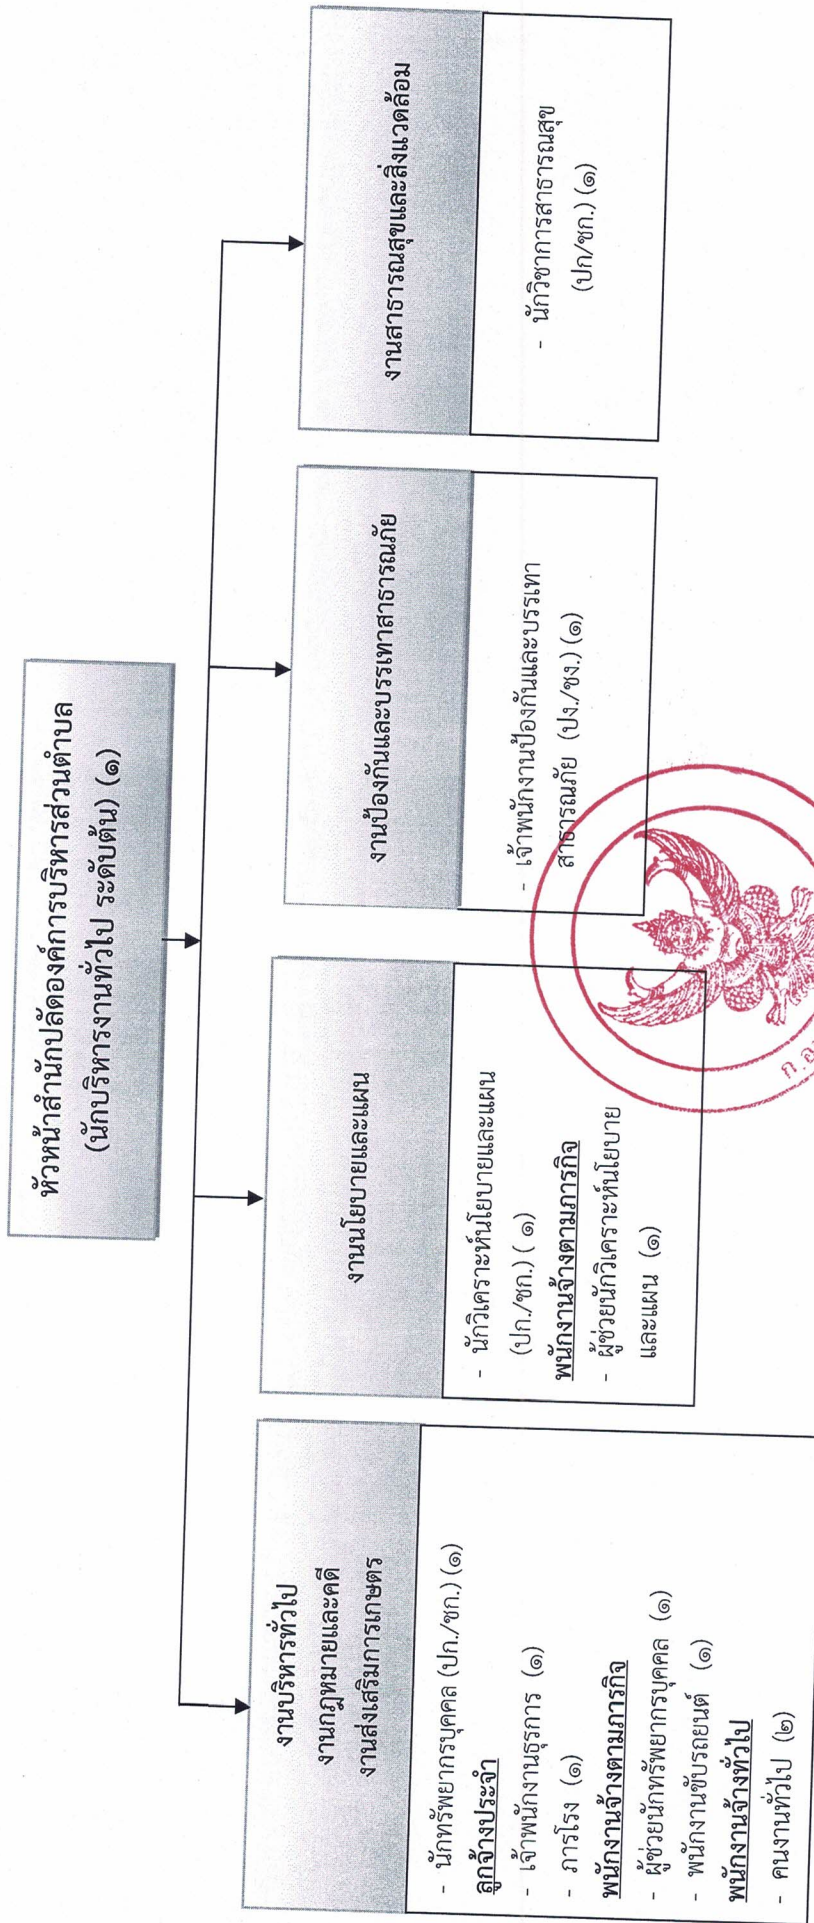 หัวหน้าสำนักปลัดองค์การบริหารส่วนตำบล
(นักบริหารงานทั่วไป ระดับต้น) (๑)
งานบริหารทั่วไป
งานกฎหมายและคดี
งานส่งเสริมการเกษตร
- นักทรัพยากรบุคคล (ปก./ชก.) (๑)
ลูกจ้างประจำ
- เจ้าพนักงานธุรการ (๑)
- ภารโรง (๑)
พนักงานจ้างตามภารกิจ
- ผู้ช่วยนักทรัพยากรบุคคล (๑)
- พนักงานขับรถยนต์ (๑)
พนักงานจ้างทั่วไป
- คนงานทั่วไป (๒)
งานนโยบายและแผน
- นักวิเคราะห์นโยบายและแผน
(ปก./ชก.) ( ๑)
พนักงานจ้างตามภารกิจ
- ผู้ช่วยนักวิเคราะห์นโยบาย
และแผน (๑)
งานป้องกันและบรรเทาสาธารณภัย
- เจ้าพนักงานป้องกันและบรรเทา
สาธารณภัย (ปง./ชง.) (๑)
งานสาธารณสุขและสิ่งแวดล้อม
- นักวิชาการสาธารณสุข
(ปก/ชก.) (๑)